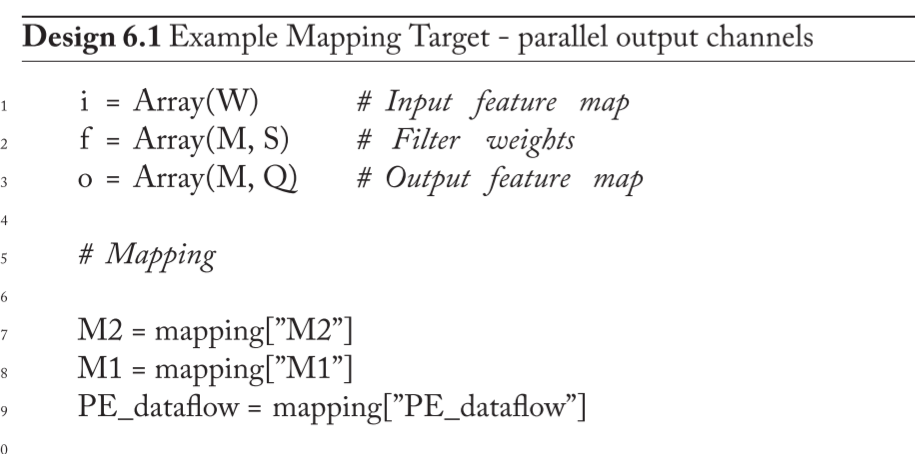 Design 6.1 Example Mapping Target - parallel output channels
1 i = Array(W) # Input feature map
2 f = Array(M, S) # Filter weights
3 o = Array(M, Q) # Output feature map
4
5 # Mapping
6
7 M2 = mapping["M2"]
8 M1 = mapping["M1"]
9 PE_dataflow = mapping["PE_dataflow"]
0